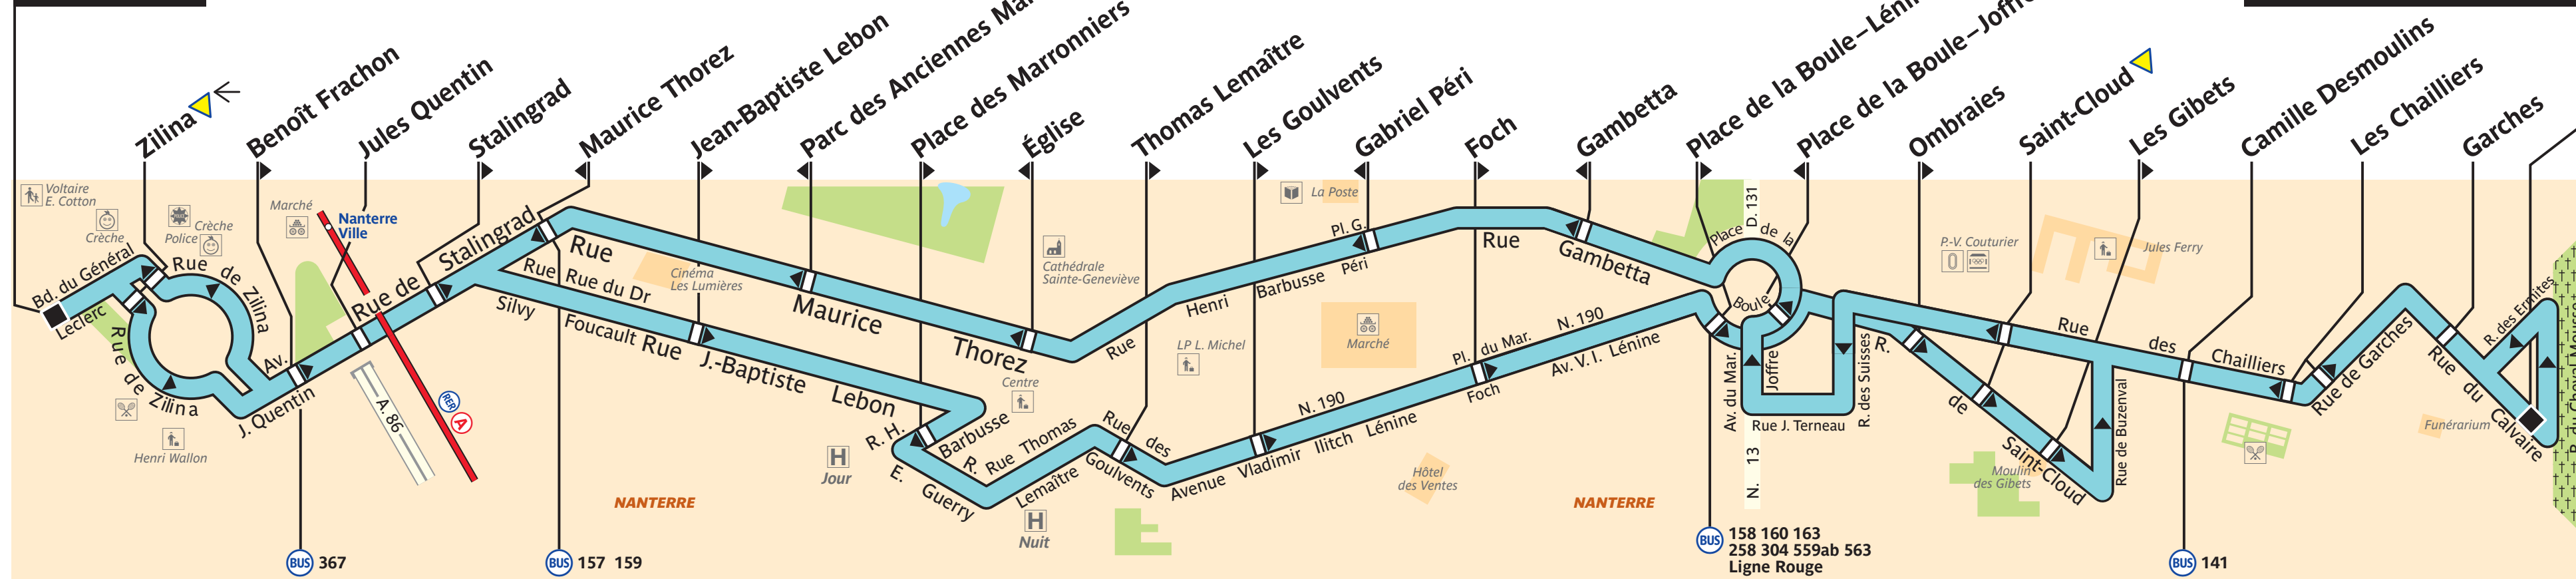 Zilina
Benoît Frachon
Jules Quentin
Stalingrad
Maurice Thorez
Jean-Baptiste Lebon
Parc des Anciennes
Place des Marronniers
Église
Thomas Lemaître
Les Goulvents
Gabriel Péri
Foch
Gambetta
Place de la Boule–
Place de la Boule–
Ombraies
Saint-Cloud
Les Gibets
Camille Desmoulins
Les Chailliers
Garches
Voltaire
E. Cotton
Crèche
Police
Crèche
Marché
Nanterre
Ville
Bd. du Général
Leclerc
Rue de Zilina
Rue de Zilina
Av.
J. Quentin
Henri Wallon
Rue de Stalingrad
A. 86
RER A
Rue
Maurice
Thorez
Rue Rue du Dr
Silvy Foucault
Rue J.-Baptiste Lebon
Cinéma
Les Lumières
Cathédrale
Sainte-Geneviève
R. H.
Barbusse
E. Guerry
Centre
R. Rue Thomas
Lemaître
Rue des
Goulvents
H
Jour
H
Nuit
NANTERRE
La Poste
Rue
Henri
Barbusse
Pl. G.
Péri
LP L. Michel
Marché
Avenue Vladimir Ilitch Lénine
N. 190
Pl. du Mar.
Foch
N. 190
Av. V. I. Lénine
Hôtel
des Ventes
Rue
Gambetta
NANTERRE
D. 131
Place de la
Boule
Av. du Mar.
Joffre
N. 13
Rue J. Terneau
R. des Suisses
R. de Saint-Cloud
P.-V. Couturier
Jules Ferry
Moulin
des Gibets
Rue de Buzenval
Rue des Chailliers
Rue de Garches
Rue du Calvaire
R. des Ermites
Funérarium
BUS 367
BUS 157 159
BUS 158 160 163
258 304 559ab 563
Ligne Rouge
BUS 141